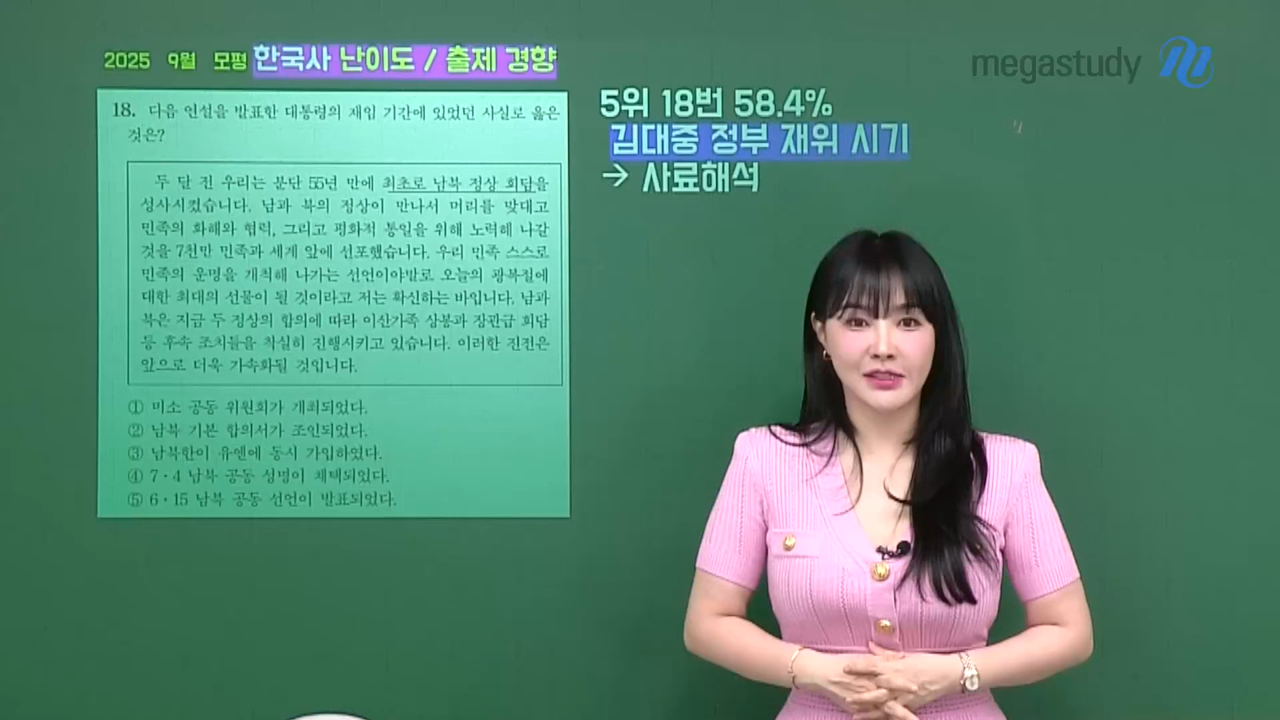 2025 9월 모평 한국사 난이도 / 출제 경향
megastudy
5위 18번 58.4%
김대중 정부 재위 시기
→ 사료해석
18. 다음 연설을 발표한 대통령의 재임 기간에 있었던 사실로 옳은
것은?
두 달 전 우리는 분단 55년 만에 최초로 남북 정상 회담을
성사시켰습니다. 남과 북의 정상이 만나서 머리를 맞대고
민족의 화해와 협력, 그리고 평화적 통일을 위해 노력해 나갈
것을 7천만 민족과 세계 앞에 선포했습니다. 우리 민족 스스로
민족의 운명을 개척해 나가는 선언이야말로 오늘의 광복절에
대한 최대의 선물이 될 것이라고 저는 확신하는 바입니다. 남과
북은 지금 두 정상의 합의에 따라 이산가족 상봉과 장관급 회담
등 후속 조치들을 착실히 진행시키고 있습니다. 이러한 진전은
앞으로 더욱 가속화될 것입니다.
① 미소 공동 위원회가 개최되었다.
② 남북 기본 합의서가 조인되었다.
③ 남북한이 유엔에 동시 가입하였다.
④ 7·4 남북 공동 성명이 채택되었다.
⑤ 6·15 남북 공동 선언이 발표되었다.